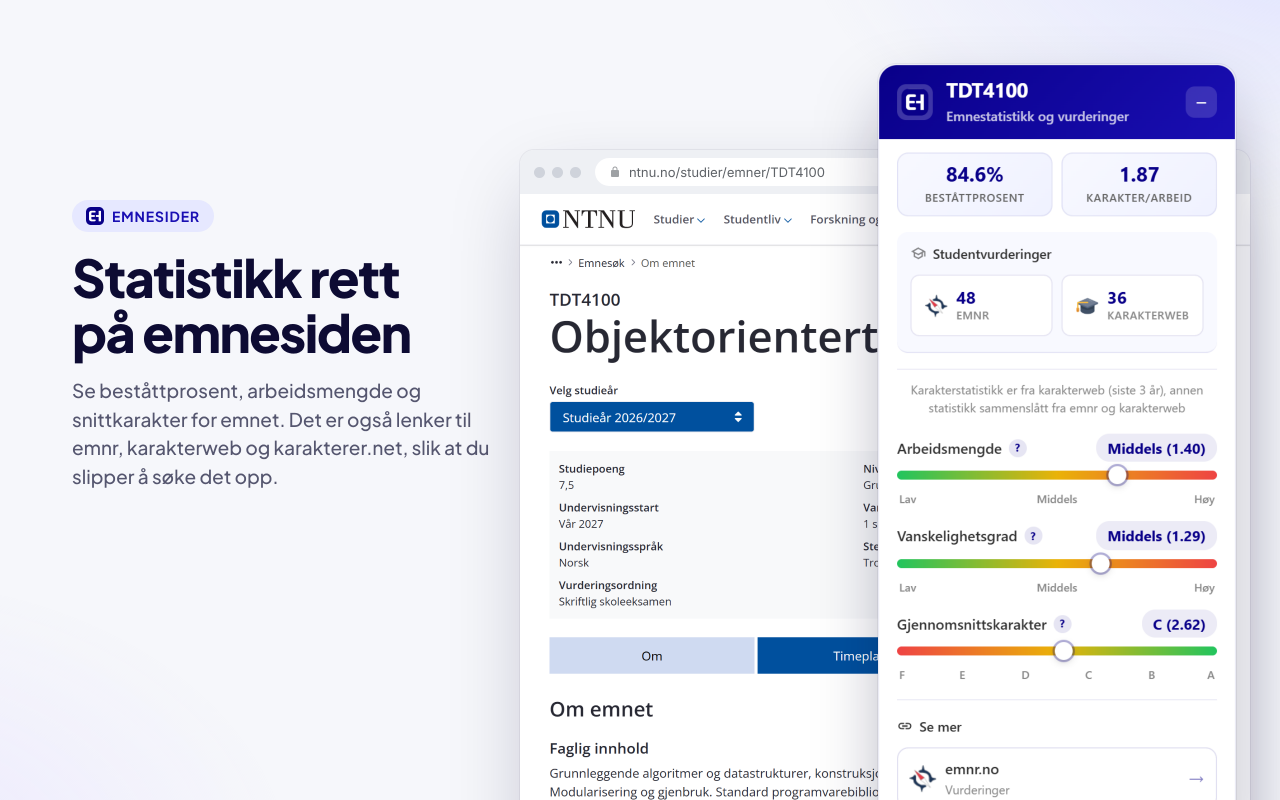 EMNESIDER
Statistikk rett
på emnesiden
Se beståttprosent, arbeidsmengde og
snittkarakter for emnet. Det er også lenker til
emnr, karakterweb og karakterer.net, slik at du
slipper å søke det opp.
ntnu.no/studier/emner/TDT4100
NTNU
Studier
Studentliv
Forskning og
••• > Emnesøk > Om emnet
TDT4100
Objektorientert
Velg studieår
Studieår 2026/2027
Studiepoeng
7,5
Undervisningsstart
Vår 2027
Undervisningsspråk
Norsk
Vurderingsordning
Skriftlig skoleeksamen
Om
Om emnet
Faglig innhold
Grunnleggende algoritmer og datastrukturer,
Modularisering og gjenbruk. Standard
TDT4100
Emnestatistikk og vurderinger
84.6%
BESTÅTTPROSENT
1.87
KARAKTER/ARBEID
Studentvurderinger
48
EMNR
36
KARAKTERWEB
Karakterstatistikk er fra karakterweb (siste 3 år), annen
statistikk sammenslått fra emnr og karakterweb
Arbeidsmengde ?
Middels (1.40)
Lav Middels Høy
Vanskelighetsgrad ?
Middels (1.29)
Lav Middels Høy
Gjennomsnittskarakter ?
C (2.62)
F E D C B A
Se mer
emnr.no
Vurderinger
→